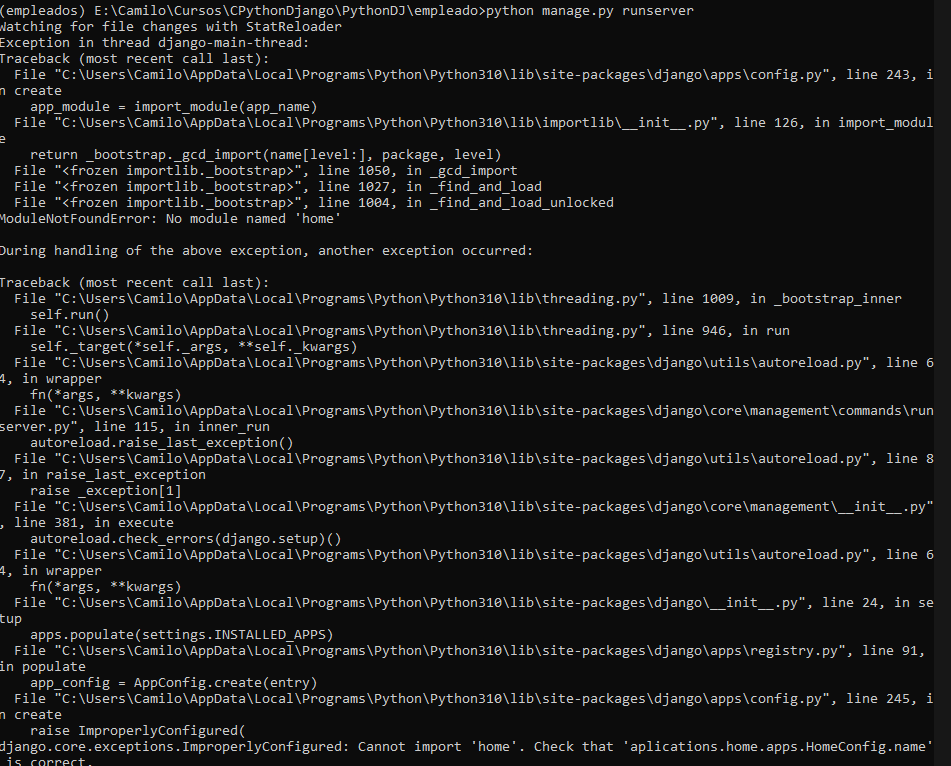 (empleados) E:\Camilo\Cursos\CPythonDjango\PythonDJ\empleado>python manage.py runserver
Watching for file changes with StatReloader
Exception in thread django-main-thread:
Traceback (most recent call last):
  File "C:\Users\Camilo\AppData\Local\Programs\Python\Python310\lib\site-packages\django\apps\config.py", line 243, i
n create
    app_module = import_module(app_name)
  File "C:\Users\Camilo\AppData\Local\Programs\Python\Python310\lib\importlib\__init__.py", line 126, in import_modul
e
    return _bootstrap._gcd_import(name[level:], package, level)
  File "<frozen importlib._bootstrap>", line 1050, in _gcd_import
  File "<frozen importlib._bootstrap>", line 1027, in _find_and_load
  File "<frozen importlib._bootstrap>", line 1004, in _find_and_load_unlocked
ModuleNotFoundError: No module named 'home'

During handling of the above exception, another exception occurred:

Traceback (most recent call last):
  File "C:\Users\Camilo\AppData\Local\Programs\Python\Python310\lib\threading.py", line 1009, in _bootstrap_inner
    self.run()
  File "C:\Users\Camilo\AppData\Local\Programs\Python\Python310\lib\threading.py", line 946, in run
    self._target(*self._args, **self._kwargs)
  File "C:\Users\Camilo\AppData\Local\Programs\Python\Python310\lib\site-packages\django\utils\autoreload.py", line 6
4, in wrapper
    fn(*args, **kwargs)
  File "C:\Users\Camilo\AppData\Local\Programs\Python\Python310\lib\site-packages\django\core\management\commands\run
server.py", line 115, in inner_run
    autoreload.raise_last_exception()
  File "C:\Users\Camilo\AppData\Local\Programs\Python\Python310\lib\site-packages\django\utils\autoreload.py", line 8
7, in raise_last_exception
    raise _exception[1]
  File "C:\Users\Camilo\AppData\Local\Programs\Python\Python310\lib\site-packages\django\core\management\__init__.py"
, line 381, in execute
    autoreload.check_errors(django.setup)()
  File "C:\Users\Camilo\AppData\Local\Programs\Python\Python310\lib\site-packages\django\utils\autoreload.py", line 6
4, in wrapper
    fn(*args, **kwargs)
  File "C:\Users\Camilo\AppData\Local\Programs\Python\Python310\lib\site-packages\django\__init__.py", line 24, in se
tup
    apps.populate(settings.INSTALLED_APPS)
  File "C:\Users\Camilo\AppData\Local\Programs\Python\Python310\lib\site-packages\django\apps\registry.py", line 91,
in populate
    app_config = AppConfig.create(entry)
  File "C:\Users\Camilo\AppData\Local\Programs\Python\Python310\lib\site-packages\django\apps\config.py", line 245, i
n create
    raise ImproperlyConfigured(
django.core.exceptions.ImproperlyConfigured: Cannot import 'home'. Check that 'aplications.home.apps.HomeConfig.name'
 is correct.